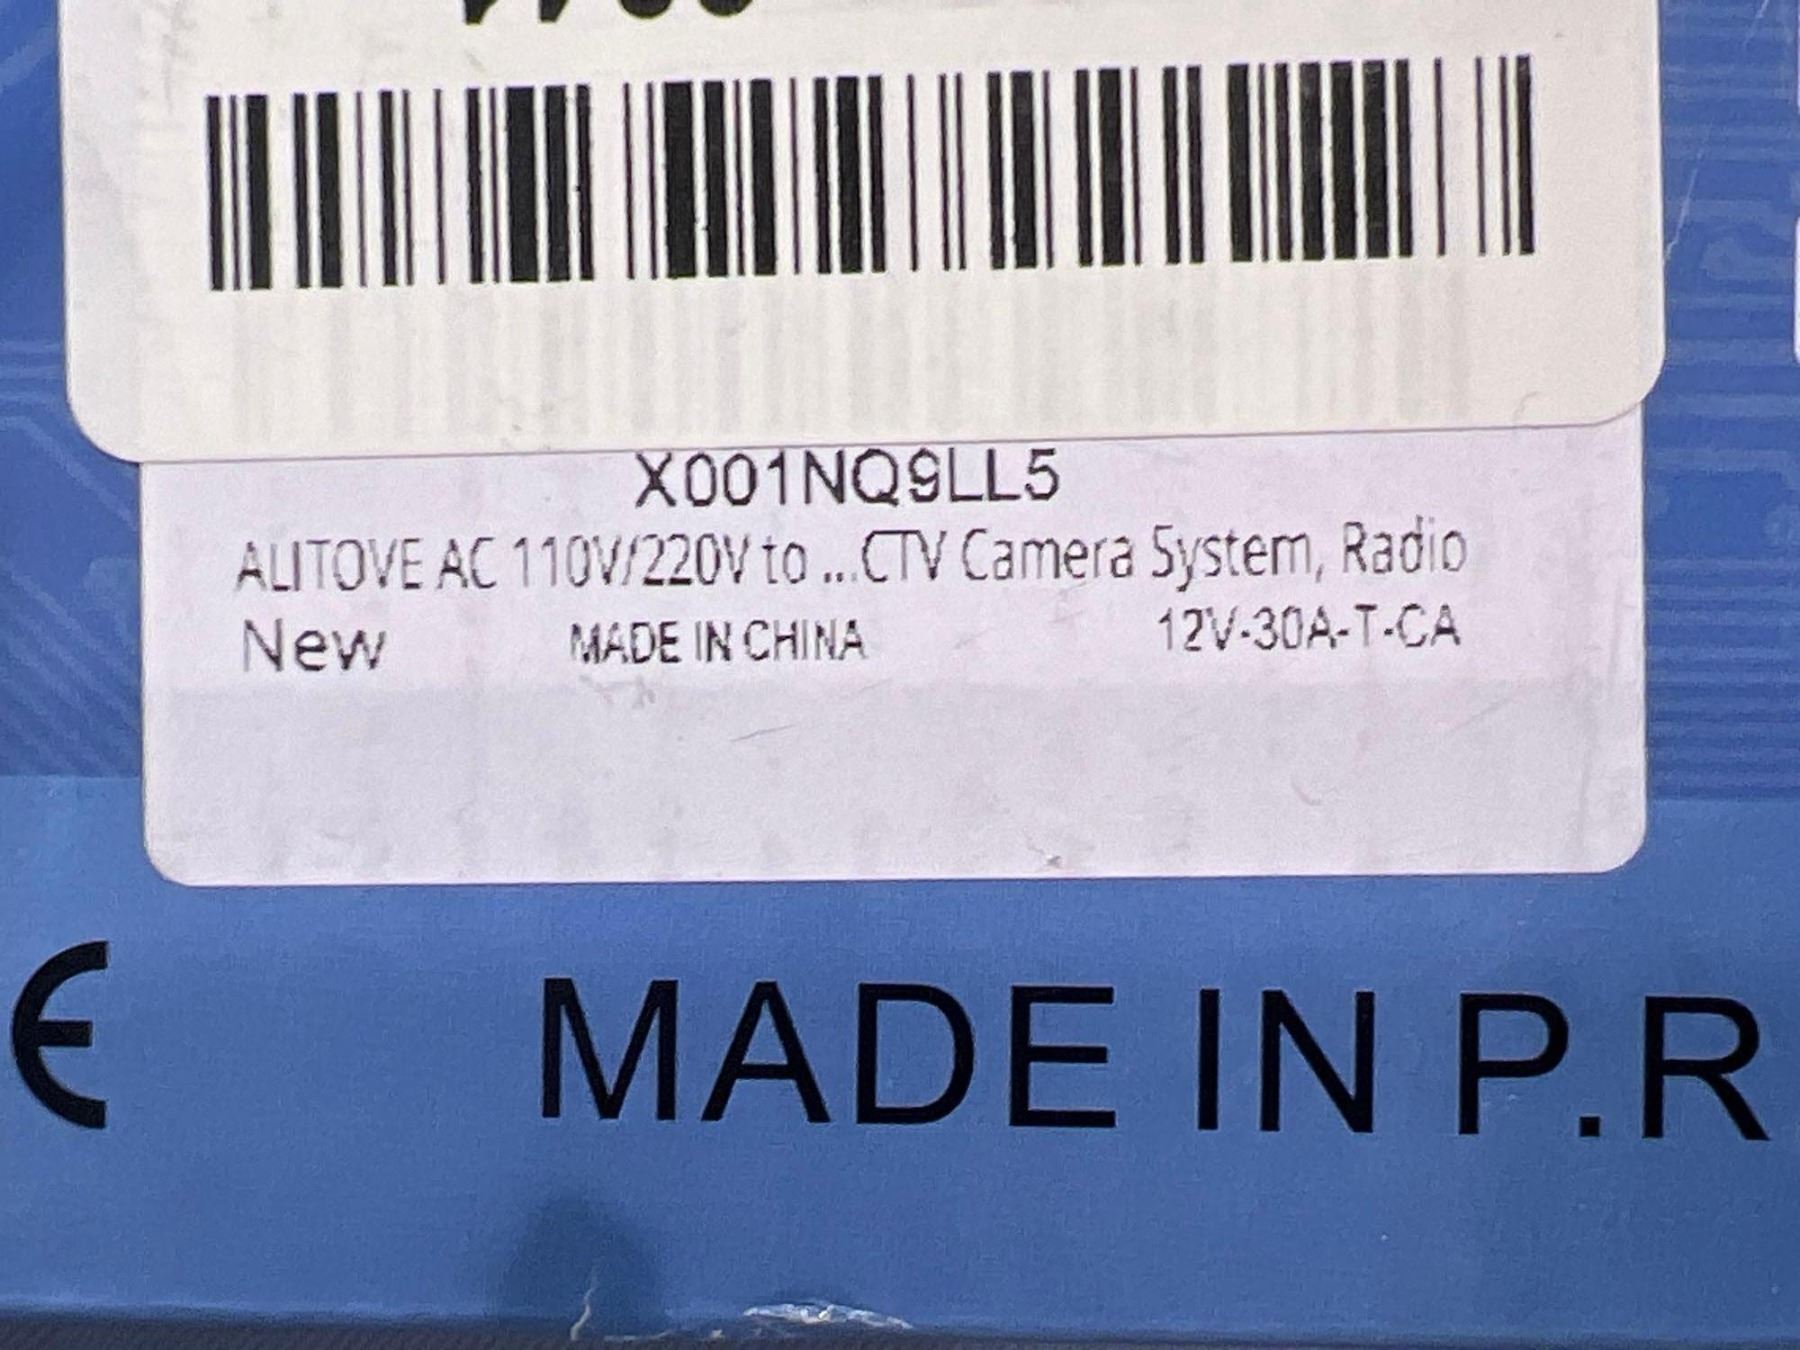 X001NQ9LL5
ALITOVE AC 110V/220V to ...CTV Camera System, Radio
New MADE IN CHINA 12V-30A-T-CA
CE MADE IN P.R